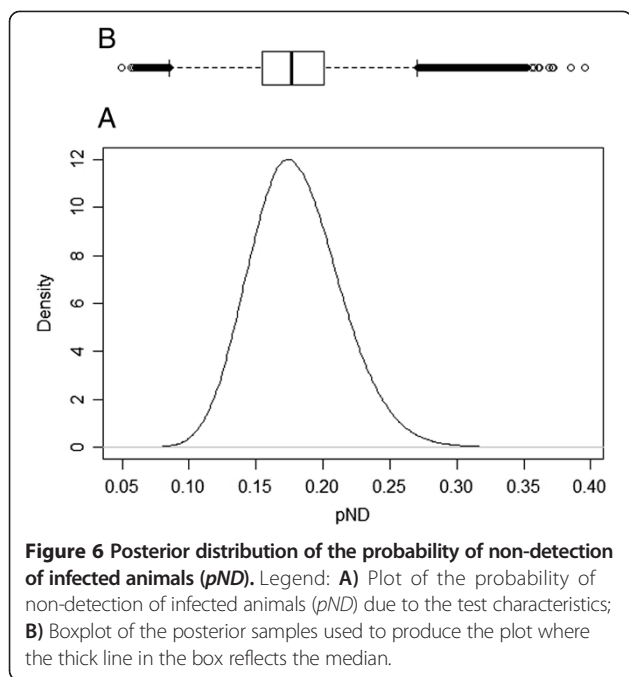 B
A
12
10
8
6
4
2
0
Density
0.05 0.10 0.15 0.20 0.25 0.30 0.35 0.40
pND
Figure 6 Posterior distribution of the probability of non-detection
of infected animals (pND). Legend: A) Plot of the probability of
non-detection of infected animals (pND) due to the test characteristics;
B) Boxplot of the posterior samples used to produce the plot where
the thick line in the box reflects the median.